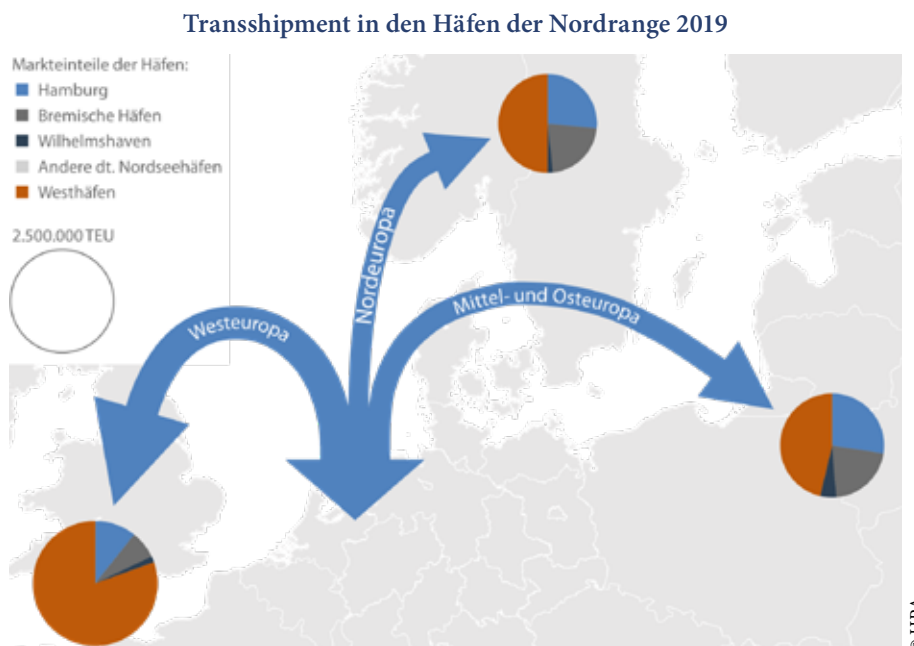 Transshipment in den Häfen der Nordrange 2019
Markteinteile der Häfen:
Hamburg
Bremische Häfen
Wilhelmshaven
Andere dt. Nordseehäfen
Westhäfen
2.500.000 TEU
Westeuropa
Nordeuropa
Mittel- und Osteuropa
© HPA